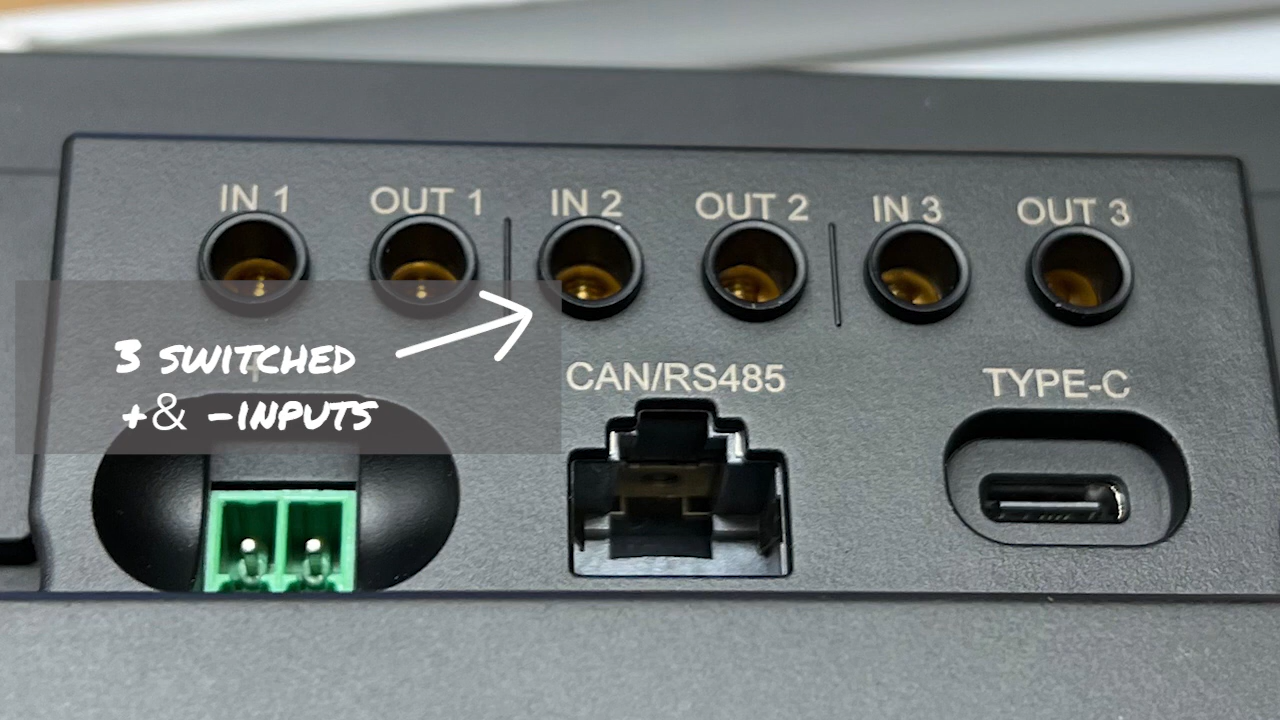 IN 1 OUT 1 IN 2 OUT 2 IN 3 OUT 3
3 SWITCHED
+& -INPUTS
CAN/RS485 TYPE-C